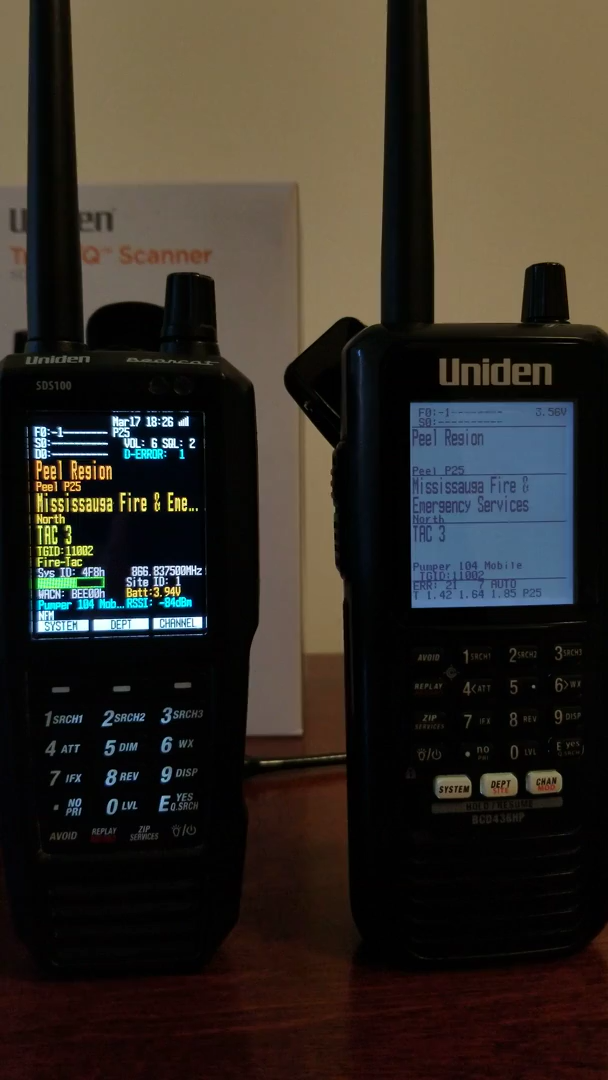 Uniden
Scanner
Uniden Bearcat
SDS100
Mar17 18:26
F0:-1-------- P25
S0:---------- VOL: 6 SQL: 2
D0:---------- D-ERROR: 1
Peel Region
Peel P25
Mississauga Fire & Eme...
North
TAC 3
TGID:11002
Fire-Tac
Sys ID: 4F8h 866.837500MHz
Site ID: 1
WACN: BEE00h Batt:3.94V
Pumper 104 Mob... RSSI: -84dBm
NFM
SYSTEM DEPT CHANNEL
1 SRCH1 2 SRCH2 3 SRCH3
4 ATT 5 DIM 6 WX
7 IFX 8 REV 9 DISP
• NO PRI 0 LVL E YES Q.SRCH
AVOID REPLAY ZIP SERVICES
Uniden
F0:-1-------- 3.56V
S0:----------
Peel Region
Peel P25
Mississauga Fire &
Emergency Services
North
TAC 3
Pumper 104 Mobile
TGID:11002
ERR: 21 7 AUTO
T 1.42 1.64 1.85 P25
AVOID 1 SRCH1 2 SRCH2 3 SRCH3
REPLAY 4< ATT 5 • 6> WX
ZIP SERVICES 7 IFX 8 REV 9 DISP
• no PRI 0 LVL E yes
SYSTEM DEPT SITE CHAN MOD
HOLD / RESUME
BCD436HP